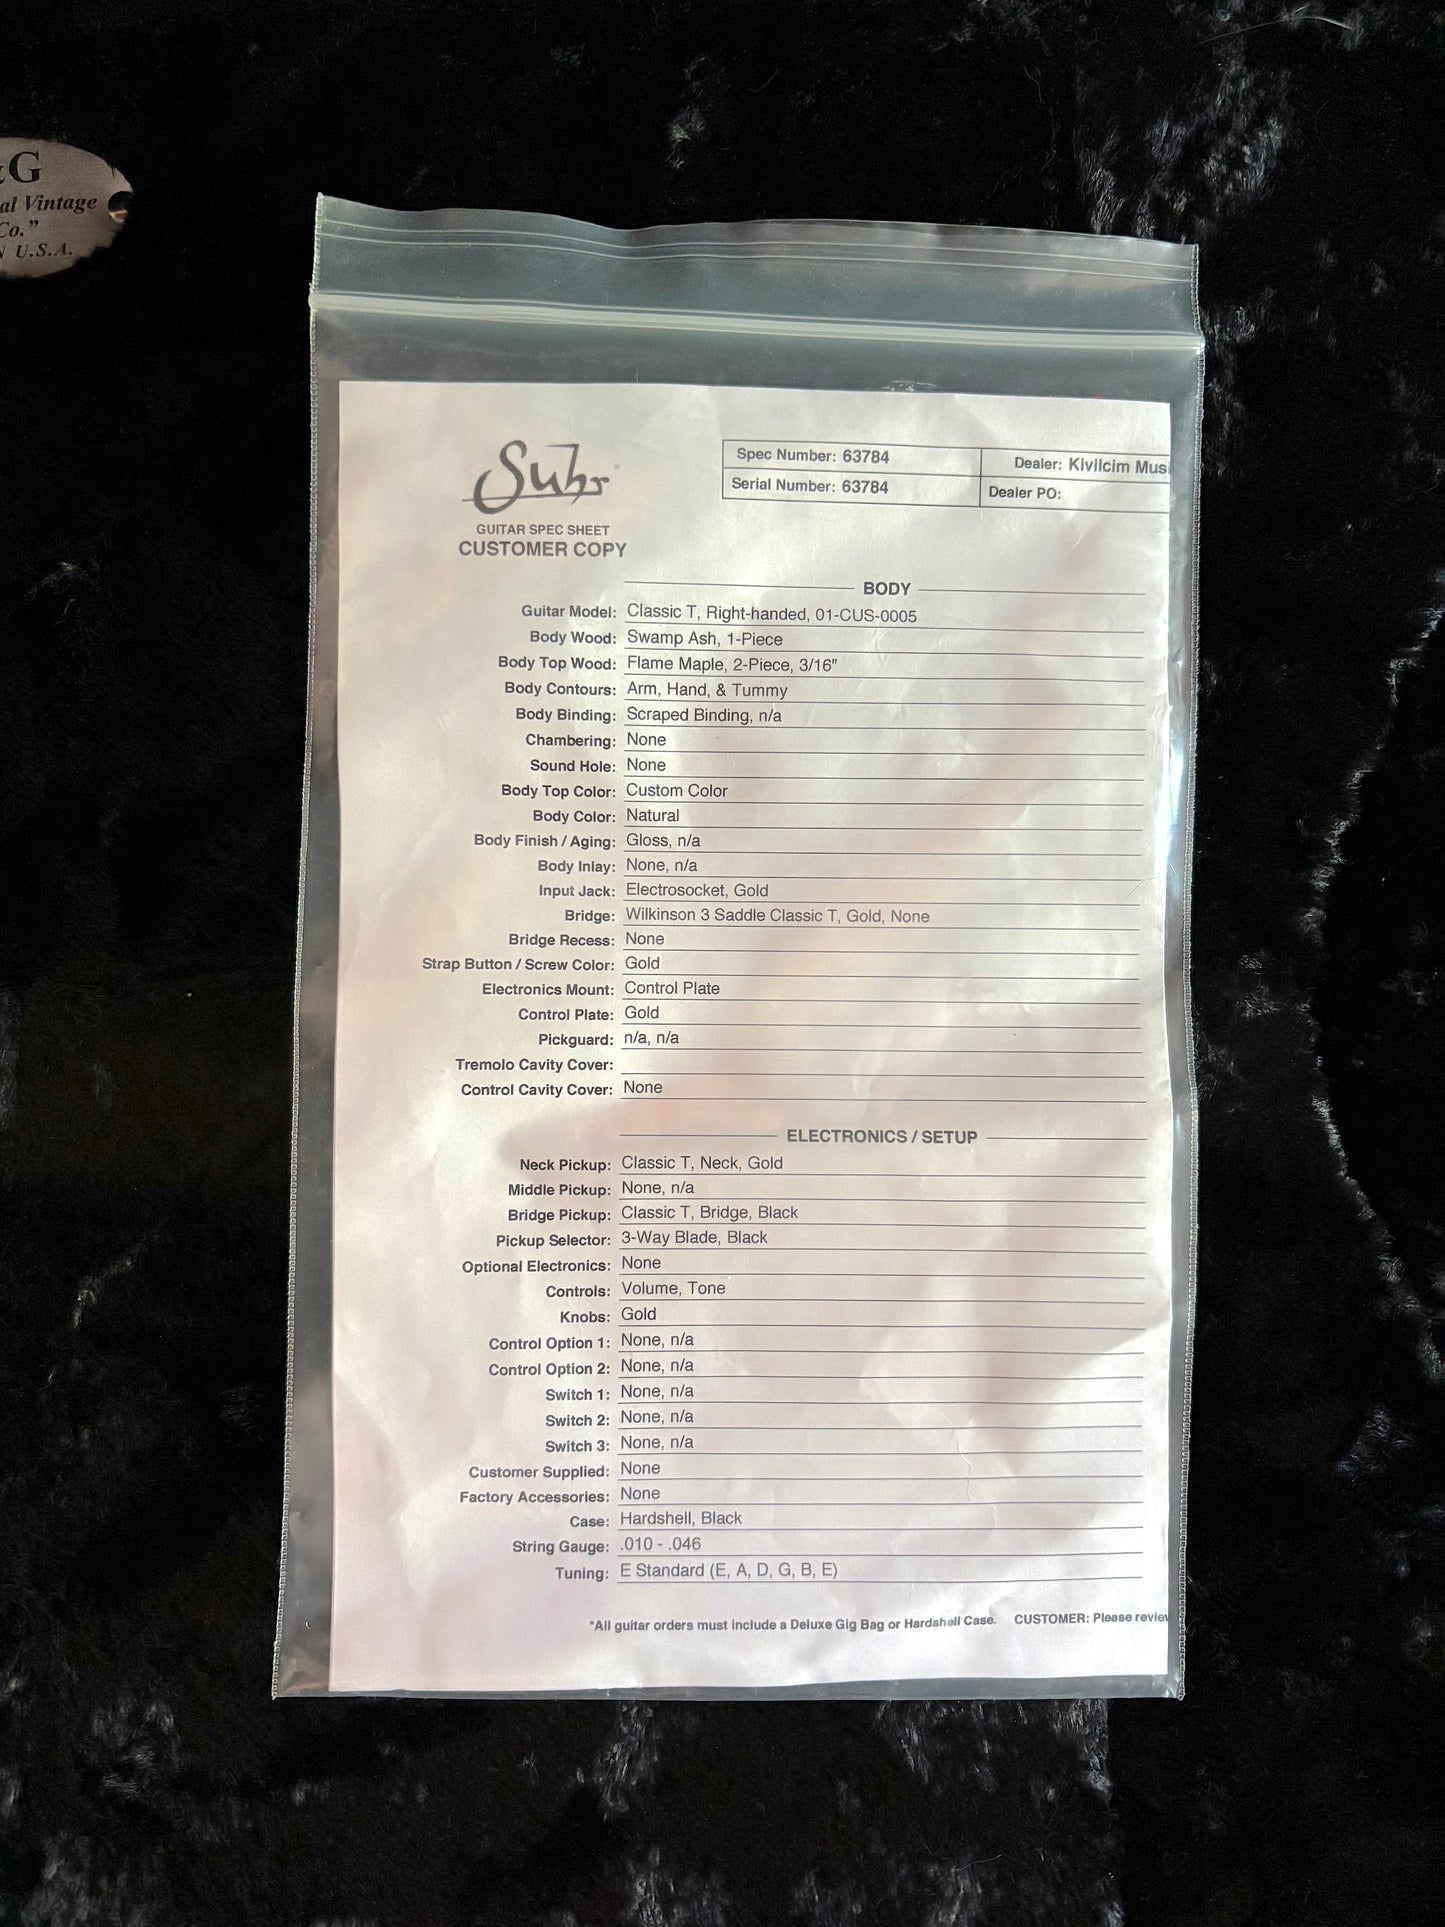 &G
al Vintage
Co."
N U.S.A.
Suhr
GUITAR SPEC SHEET
CUSTOMER COPY
Spec Number: 63784
Dealer: Kivilcim Mus
Serial Number: 63784
Dealer PO:
BODY
Guitar Model: Classic T, Right-handed, 01-CUS-0005
Body Wood: Swamp Ash, 1-Piece
Body Top Wood: Flame Maple, 2-Piece, 3/16"
Body Contours: Arm, Hand, & Tummy
Body Binding: Scraped Binding, n/a
Chambering: None
Sound Hole: None
Body Top Color: Custom Color
Body Color: Natural
Body Finish / Aging: Gloss, n/a
Body Inlay: None, n/a
Input Jack: Electrosocket, Gold
Bridge: Wilkinson 3 Saddle Classic T, Gold, None
Bridge Recess: None
Strap Button / Screw Color: Gold
Electronics Mount: Control Plate
Control Plate: Gold
Pickguard: n/a, n/a
Tremolo Cavity Cover:
Control Cavity Cover: None
ELECTRONICS / SETUP
Neck Pickup: Classic T, Neck, Gold
Middle Pickup: None, n/a
Bridge Pickup: Classic T, Bridge, Black
Pickup Selector: 3-Way Blade, Black
Optional Electronics: None
Controls: Volume, Tone
Knobs: Gold
Control Option 1: None, n/a
Control Option 2: None, n/a
Switch 1: None, n/a
Switch 2: None, n/a
Switch 3: None, n/a
Customer Supplied: None
Factory Accessories: None
Case: Hardshell, Black
String Gauge: .010 - .046
Tuning: E Standard (E, A, D, G, B, E)
*All guitar orders must include a Deluxe Gig Bag or Hardshell Case. CUSTOMER: Please review